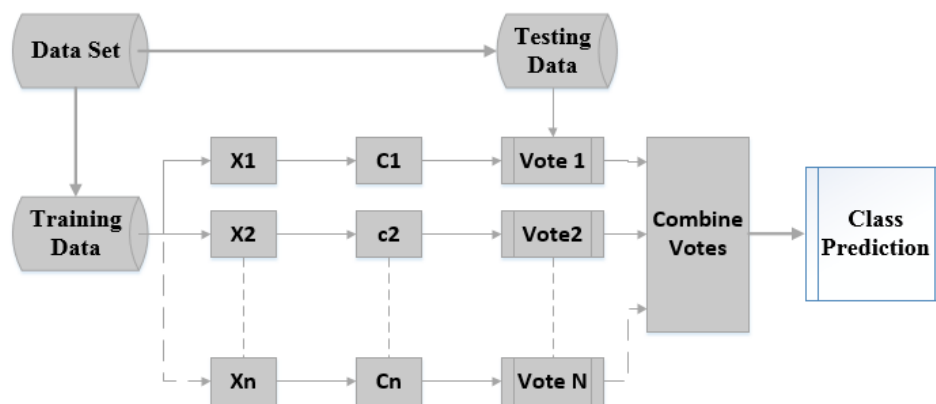 Data Set
Testing
Data
X1
C1
Vote 1
Training
Data
X2
c2
Vote2
Combine
Votes
Class
Prediction
Xn
Cn
Vote N